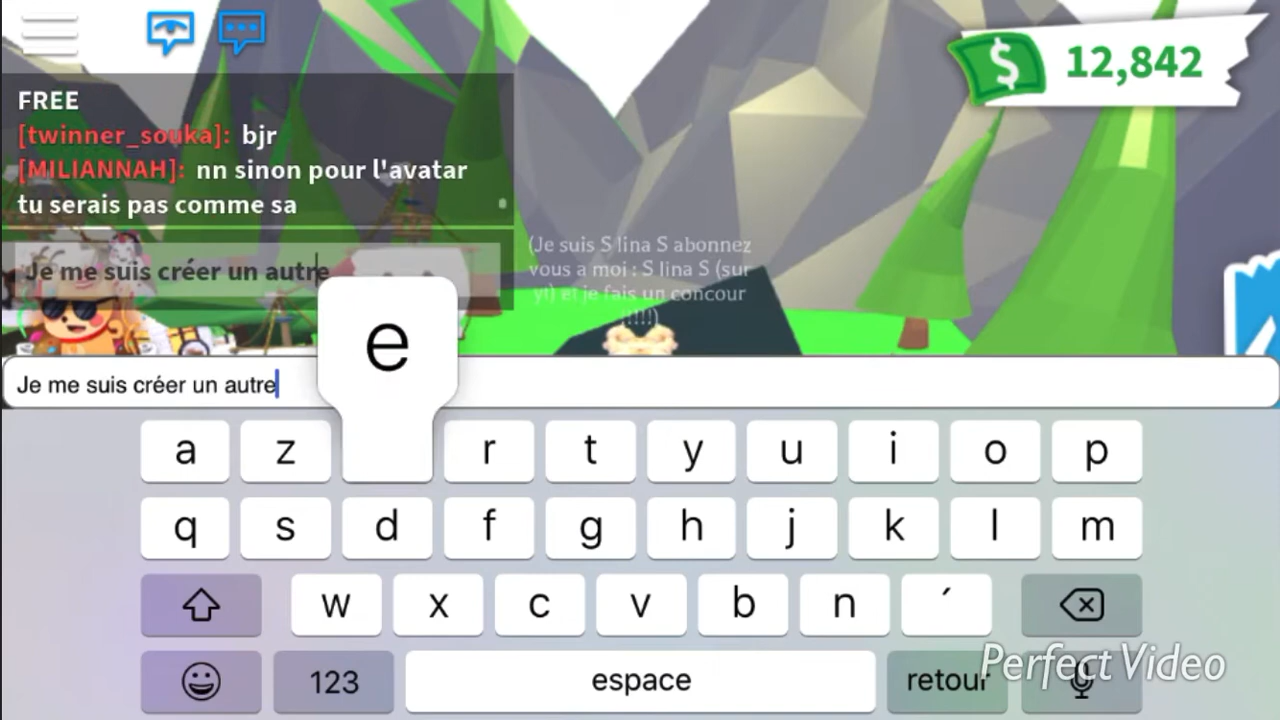 12,842
FREE
[twinner_souka]: bjr
[MILIANNAH]: nn sinon pour l'avatar
tu serais pas comme sa
Je me suis créer un autre
(Je suis S lina S abonnez
vous a moi : S lina S (sur
yt) et je fais un concour
!!!!)
e
Je me suis créer un autre
a z r t y u i o p
q s d f g h j k l m
w x c v b n ´
123 espace retour
Perfect Video